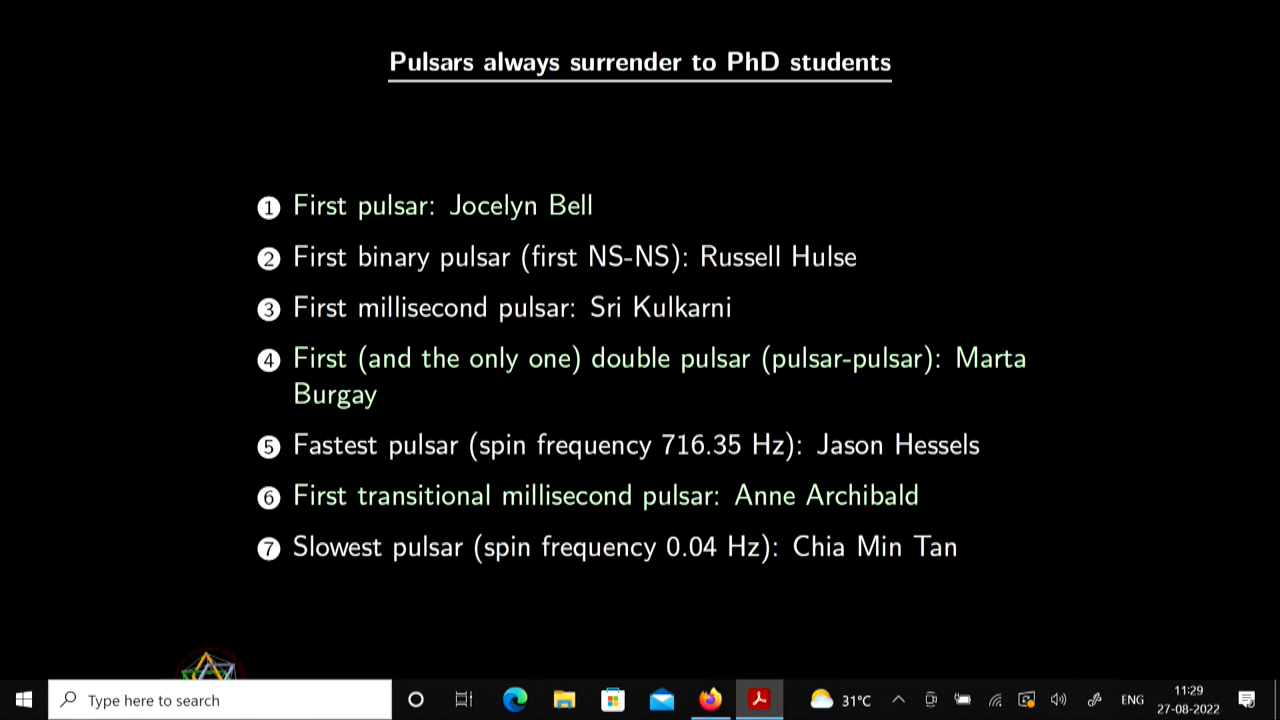 Pulsars always surrender to PhD students
1 First pulsar: Jocelyn Bell
2 First binary pulsar (first NS-NS): Russell Hulse
3 First millisecond pulsar: Sri Kulkarni
4 First (and the only one) double pulsar (pulsar-pulsar): Marta
Burgay
5 Fastest pulsar (spin frequency 716.35 Hz): Jason Hessels
6 First transitional millisecond pulsar: Anne Archibald
7 Slowest pulsar (spin frequency 0.04 Hz): Chia Min Tan
Type here to search
31°C
ENG
11:29
27-08-2022